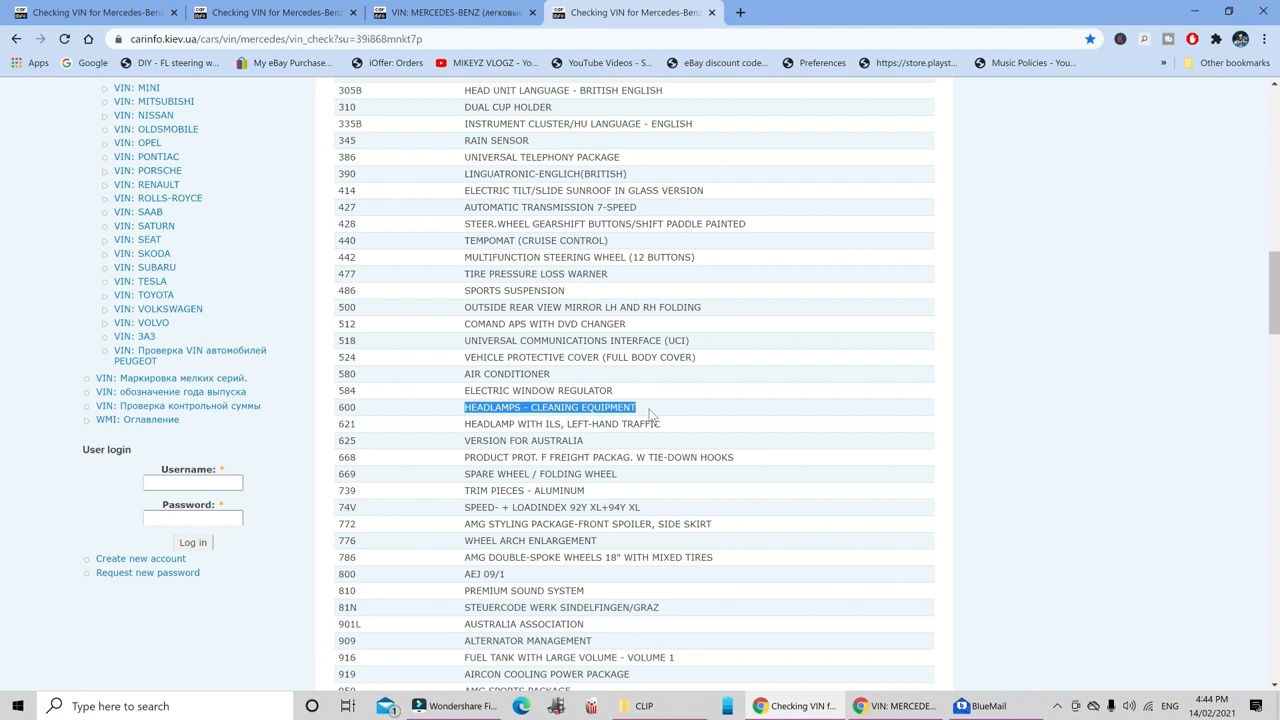 VIN: MERCEDES-BENZ
VIN: MERCEDES-BENZ
carinfo.kiev.ua/cars/vin/mercedes/vin_check?su=39i868mnkt7p
Apps
Google
DIY - FL steering w...
My eBay Purchase...
iOffer: Orders
MIKEYZ VLOGZ - Yo...
YouTube Videos - S...
eBay discount code...
Preferences
https://store.playst...
Music Policies - You...
»
Other bookmarks
VIN: MINI
VIN: MITSUBISHI
VIN: NISSAN
VIN: OLDSMOBILE
VIN: OPEL
VIN: PONTIAC
VIN: PORSCHE
VIN: RENAULT
VIN: ROLLS-ROYCE
VIN: SAAB
VIN: SATURN
VIN: SEAT
VIN: SKODA
VIN: SUBARU
VIN: TESLA
VIN: TOYOTA
VIN: VOLKSWAGEN
VIN: VOLVO
VIN: ЗАЗ
VIN: Проверка VIN автомобилей
PEUGEOT
VIN: Маркировка мелких серий.
VIN: обозначение года выпуска
VIN: Проверка контрольной суммы
WMI: Оглавление
User login
Username: *
Password: *
Log in
Create new account
Request new password
305B HEAD UNIT LANGUAGE - BRITISH ENGLISH
310 DUAL CUP HOLDER
335B INSTRUMENT CLUSTER/HU LANGUAGE - ENGLISH
345 RAIN SENSOR
386 UNIVERSAL TELEPHONY PACKAGE
390 LINGUATRONIC-ENGLICH(BRITISH)
414 ELECTRIC TILT/SLIDE SUNROOF IN GLASS VERSION
427 AUTOMATIC TRANSMISSION 7-SPEED
428 STEER.WHEEL GEARSHIFT BUTTONS/SHIFT PADDLE PAINTED
440 TEMPOMAT (CRUISE CONTROL)
442 MULTIFUNCTION STEERING WHEEL (12 BUTTONS)
477 TIRE PRESSURE LOSS WARNER
486 SPORTS SUSPENSION
500 OUTSIDE REAR VIEW MIRROR LH AND RH FOLDING
512 COMAND APS WITH DVD CHANGER
518 UNIVERSAL COMMUNICATIONS INTERFACE (UCI)
524 VEHICLE PROTECTIVE COVER (FULL BODY COVER)
580 AIR CONDITIONER
584 ELECTRIC WINDOW REGULATOR
600 HEADLAMPS - CLEANING EQUIPMENT
621 HEADLAMP WITH ILS, LEFT-HAND TRAFFIC
625 VERSION FOR AUSTRALIA
668 PRODUCT PROT. F FREIGHT PACKAG. W TIE-DOWN HOOKS
669 SPARE WHEEL / FOLDING WHEEL
739 TRIM PIECES - ALUMINUM
74V SPEED- + LOADINDEX 92Y XL+94Y XL
772 AMG STYLING PACKAGE-FRONT SPOILER, SIDE SKIRT
776 WHEEL ARCH ENLARGEMENT
786 AMG DOUBLE-SPOKE WHEELS 18" WITH MIXED TIRES
800 AEJ 09/1
810 PREMIUM SOUND SYSTEM
81N STEUERCODE WERK SINDELFINGEN/GRAZ
901L AUSTRALIA ASSOCIATION
909 ALTERNATOR MANAGEMENT
916 FUEL TANK WITH LARGE VOLUME - VOLUME 1
919 AIRCON COOLING POWER PACKAGE
950 AMG SPORTS PACKAGE
Type here to search
1
Wondershare Fi...
CLIP
Checking VIN f...
VIN: MERCEDE...
BlueMail
4:44 PM
14/02/2021